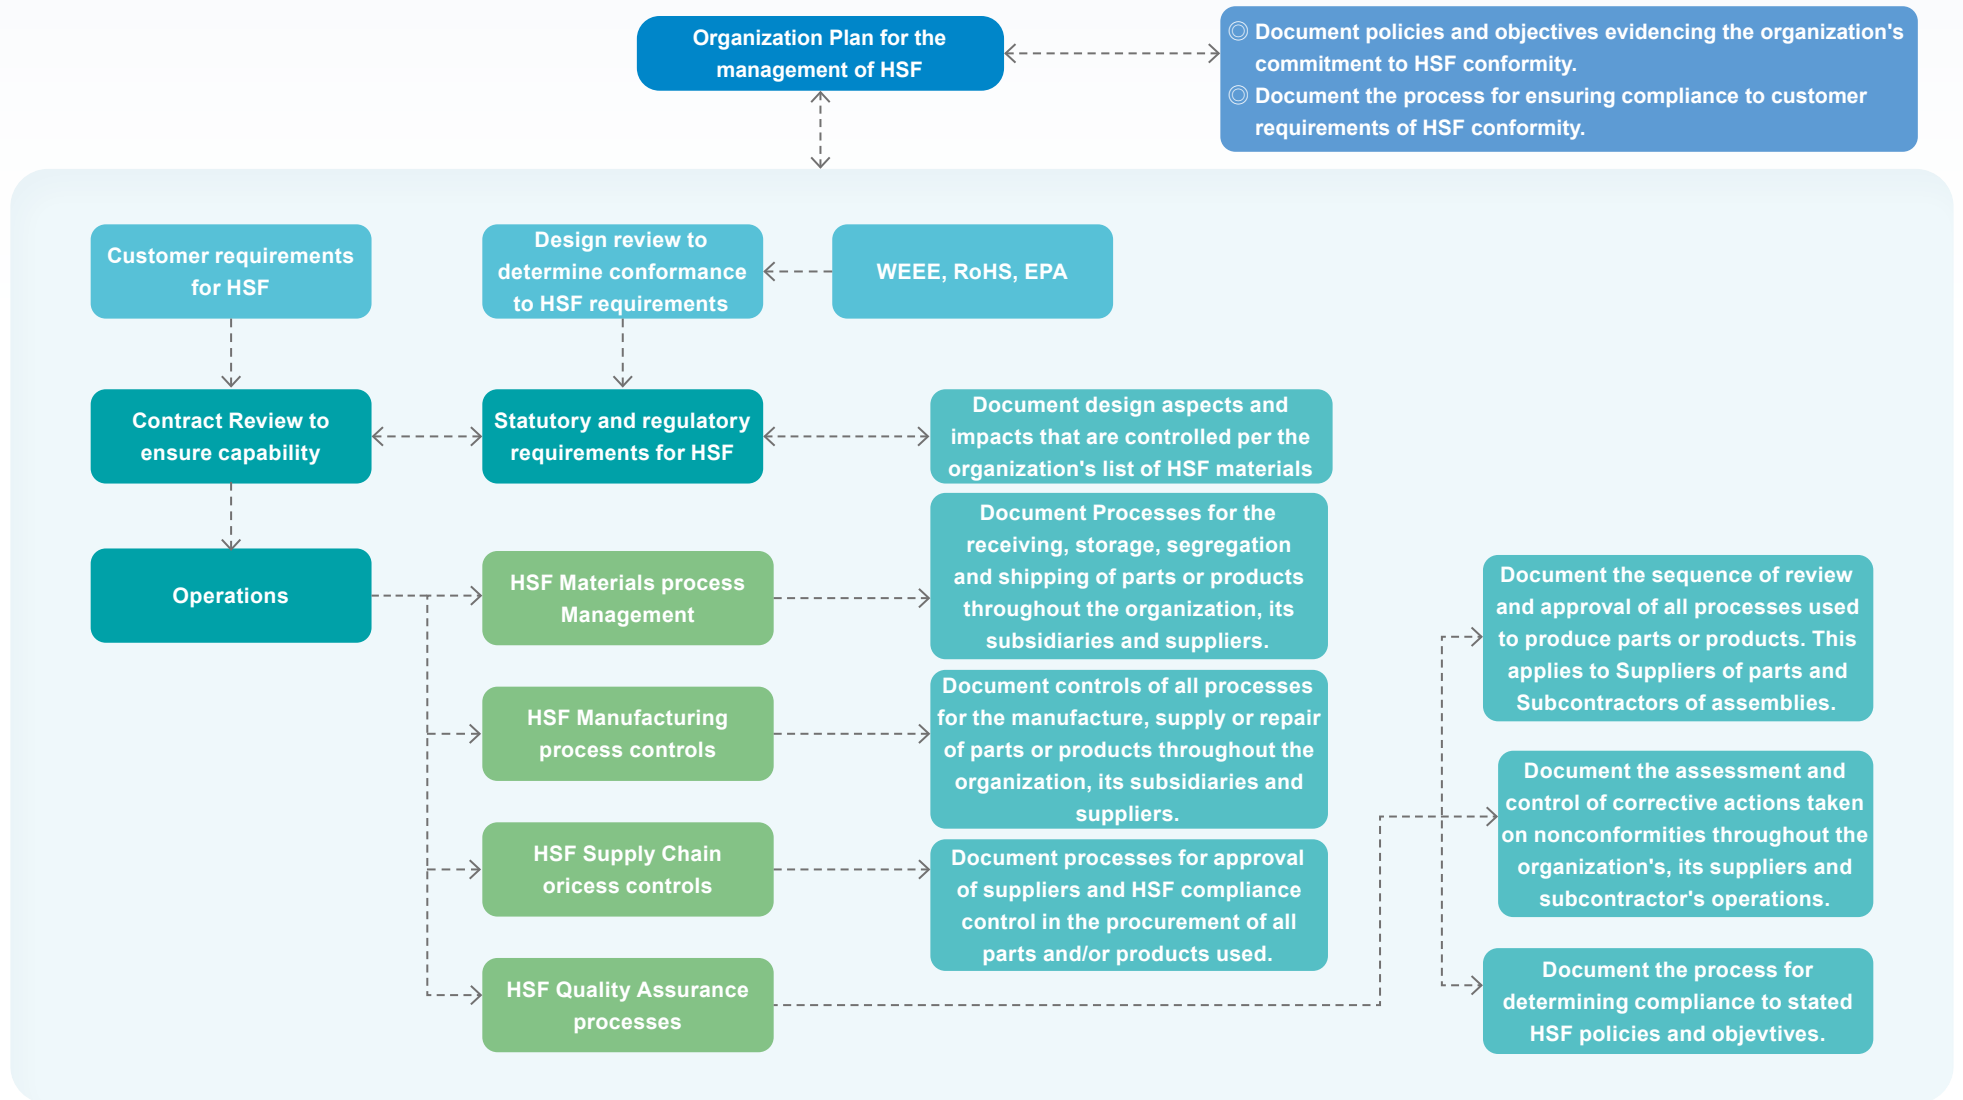 Organization Plan for the
management of HSF
◎ Document policies and objectives evidencing the organization's
commitment to HSF conformity.
◎ Document the process for ensuring compliance to customer
requirements of HSF conformity.
Customer requirements
for HSF
Design review to
determine conformance
to HSF requirements
WEEE, RoHS, EPA
Contract Review to
ensure capability
Statutory and regulatory
requirements for HSF
Document design aspects and
impacts that are controlled per the
organization's list of HSF materials
Operations
HSF Materials process
Management
Document Processes for the
receiving, storage, segregation
and shipping of parts or products
throughout the organization, its
subsidiaries and suppliers.
HSF Manufacturing
process controls
Document controls of all processes
for the manufacture, supply or repair
of parts or products throughout the
organization, its subsidiaries and
suppliers.
HSF Supply Chain
oricess controls
Document processes for approval
of suppliers and HSF compliance
control in the procurement of all
parts and/or products used.
HSF Quality Assurance
processes
Document the sequence of review
and approval of all processes used
to produce parts or products. This
applies to Suppliers of parts and
Subcontractors of assemblies.
Document the assessment and
control of corrective actions taken
on nonconformities throughout the
organization's, its suppliers and
subcontractor's operations.
Document the process for
determining compliance to stated
HSF policies and objevtives.